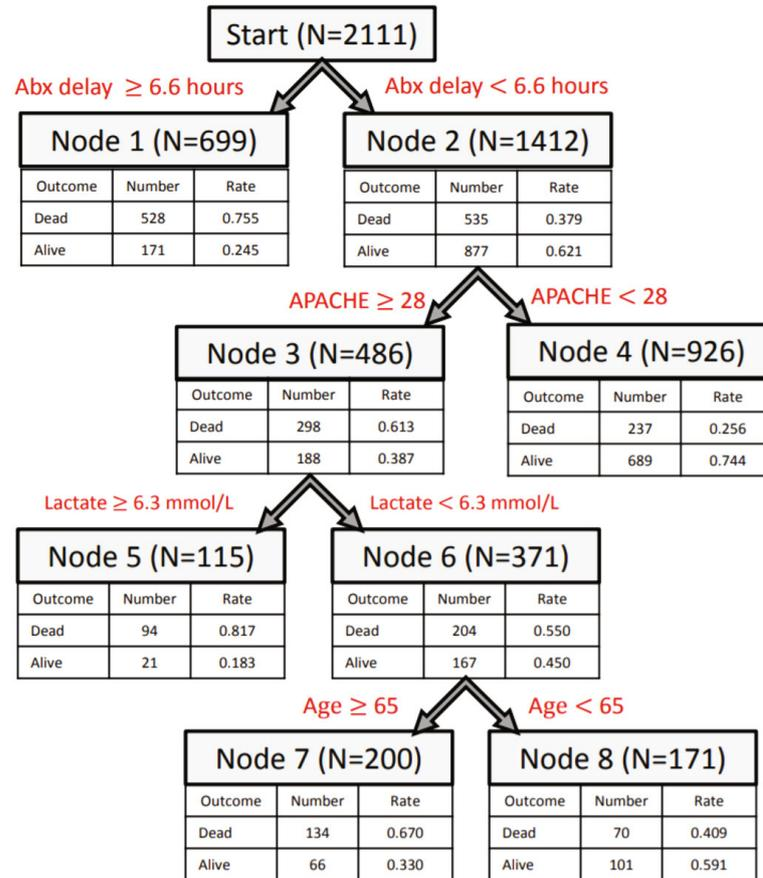 Start (N=2111)
Abx delay ≥ 6.6 hours
Abx delay < 6.6 hours
Node 1 (N=699)
Outcome Number Rate
Dead 528 0.755
Alive 171 0.245
Node 2 (N=1412)
Outcome Number Rate
Dead 535 0.379
Alive 877 0.621
APACHE ≥ 28
APACHE < 28
Node 3 (N=486)
Outcome Number Rate
Dead 298 0.613
Alive 188 0.387
Node 4 (N=926)
Outcome Number Rate
Dead 237 0.256
Alive 689 0.744
Lactate ≥ 6.3 mmol/L
Lactate < 6.3 mmol/L
Node 5 (N=115)
Outcome Number Rate
Dead 94 0.817
Alive 21 0.183
Node 6 (N=371)
Outcome Number Rate
Dead 204 0.550
Alive 167 0.450
Age ≥ 65
Age < 65
Node 7 (N=200)
Outcome Number Rate
Dead 134 0.670
Alive 66 0.330
Node 8 (N=171)
Outcome Number Rate
Dead 70 0.409
Alive 101 0.591